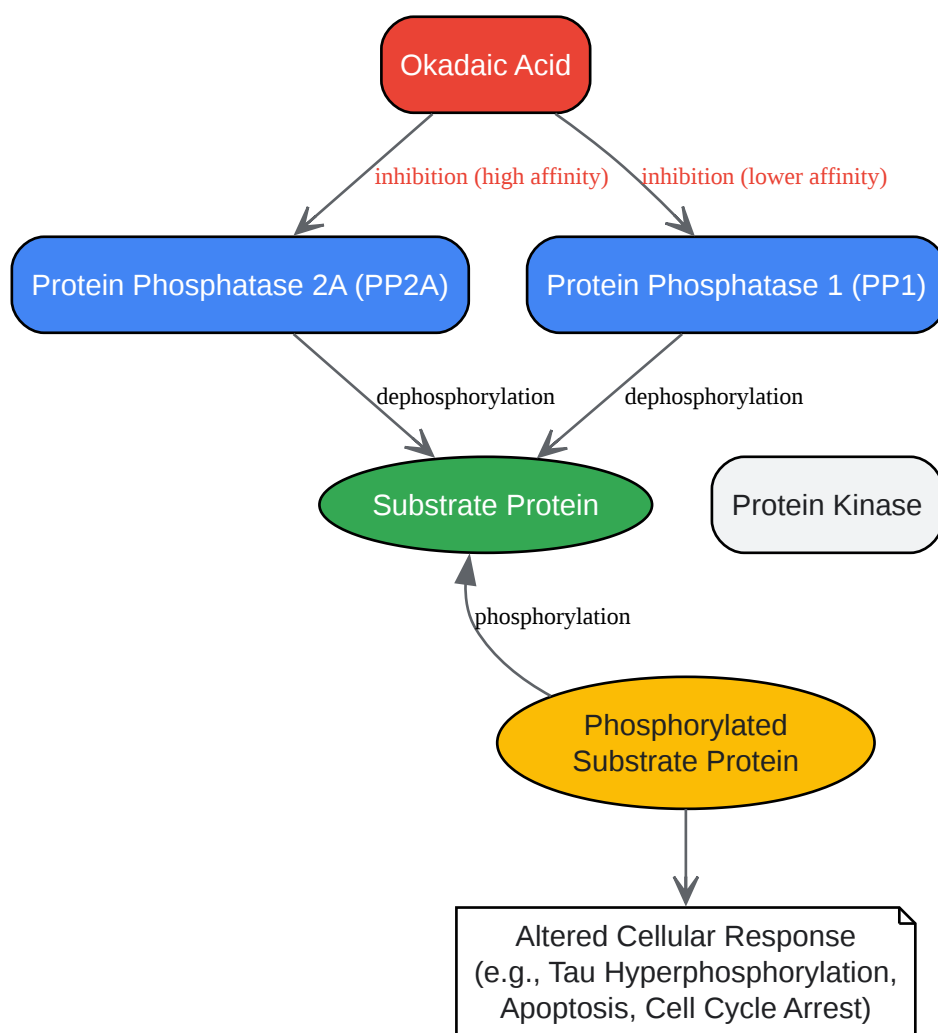 Okadaic Acid
inhibition (high affinity)
inhibition (lower affinity)
Protein Phosphatase 2A (PP2A)
Protein Phosphatase 1 (PP1)
dephosphorylation
dephosphorylation
Substrate Protein
Protein Kinase
phosphorylation
Phosphorylated
Substrate Protein
Altered Cellular Response
(e.g., Tau Hyperphosphorylation,
Apoptosis, Cell Cycle Arrest)